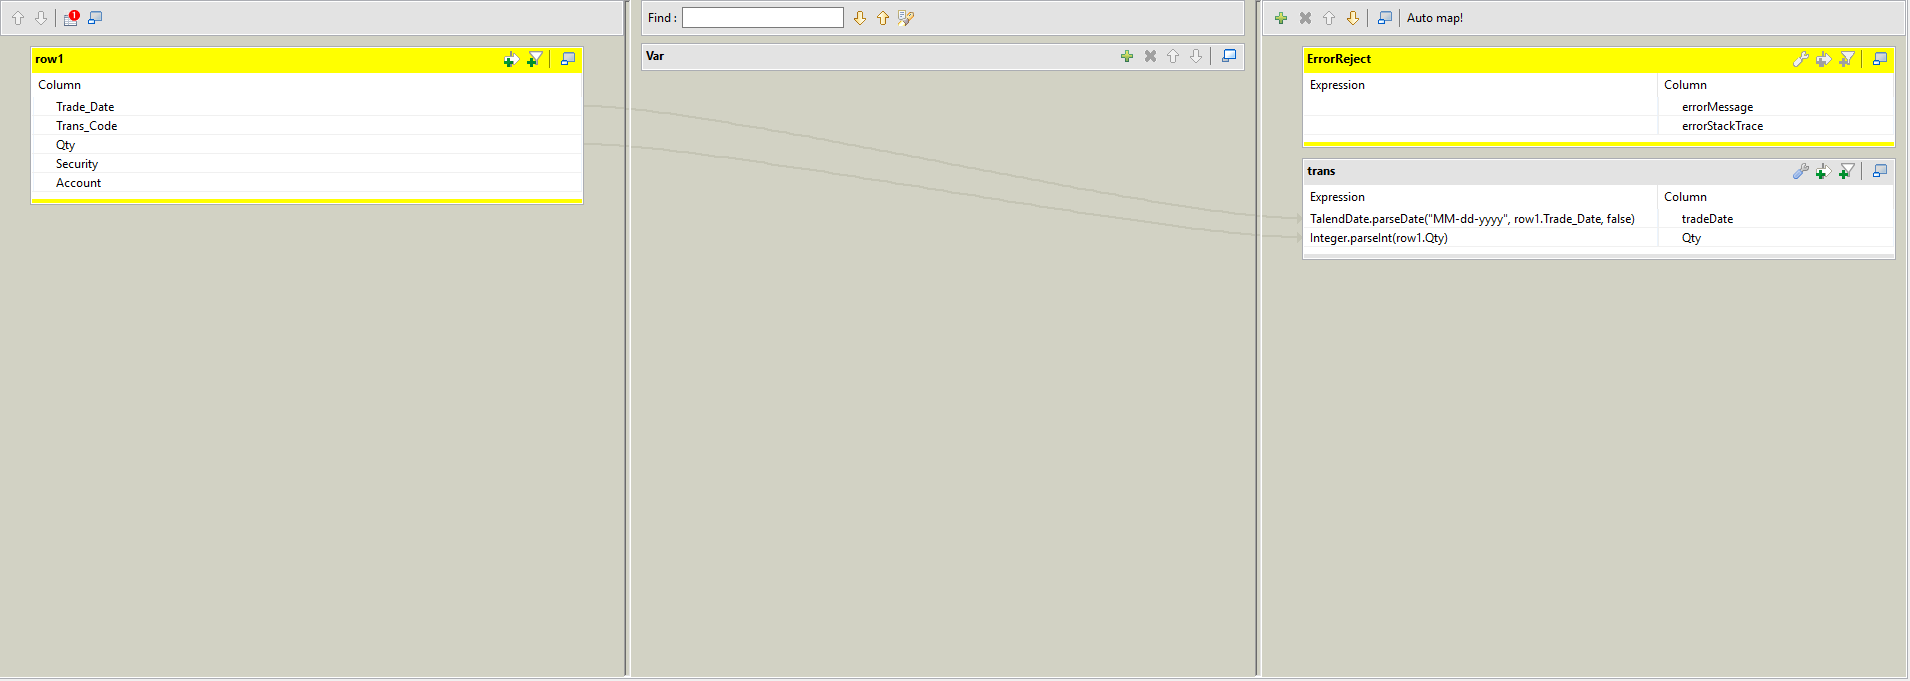 1
Find :
Auto map!
row1
Column
Trade_Date
Trans_Code
Qty
Security
Account
Var
ErrorReject
Expression Column
errorMessage
errorStackTrace
trans
Expression Column
TalendDate.parseDate("MM-dd-yyyy", row1.Trade_Date, false) tradeDate
Integer.parseInt(row1.Qty) Qty